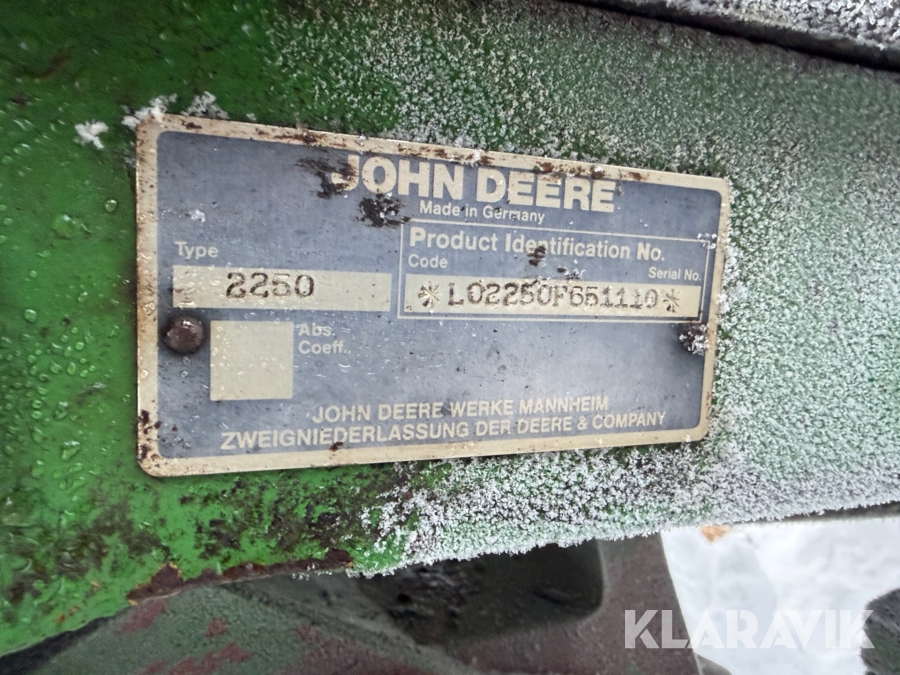 JOHN DEERE
Made in Germany
Product Identification No.
Code Serial No.
*L02250F651110*
Type
2250
Abs.
Coeff.
JOHN DEERE WERKE MANNHEIM
ZWEIGNIEDERLASSUNG DER DEERE & COMPANY
KLARAVIK